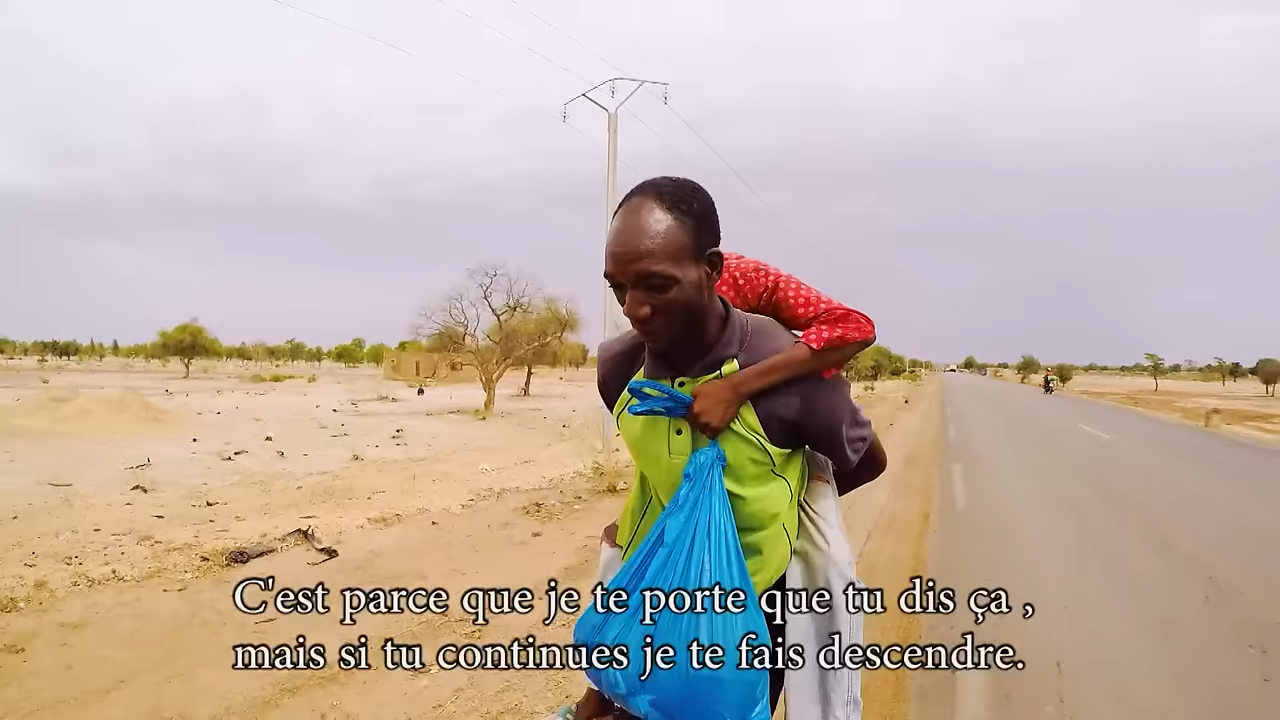 C'est parce que je te porte que tu dis ça ,
mais si tu continues je te fais descendre.